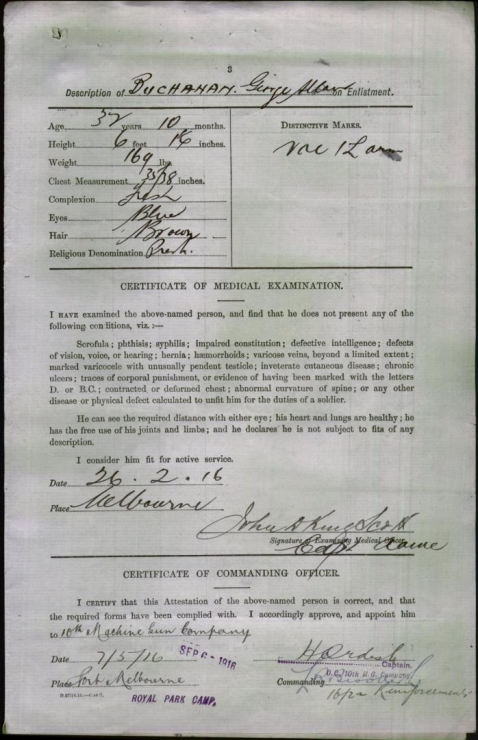 3
Description of BUCHANAN. George Allan on Enlistment.
Age 32 years 10 months.
Height 6 feet inches.
Weight 169 lbs.
Chest Measurement 35/38 inches.
Complexion Fresh
Eyes Blue
Hair Brown
Religious Denomination Presb.
DISTINCTIVE MARKS.
Vac 1 L arm
CERTIFICATE OF MEDICAL EXAMINATION.
I HAVE examined the above-named person, and find that he does not present any of the
following conditions, viz. :—
Scrofula ; phthisis; syphilis ; impaired constitution ; defective intelligence ; defects
of vision, voice, or hearing ; hernia ; hæmorrhoids ; varicose veins, beyond a limited extent ;
marked varicocele with unusually pendent testicle ; inveterate cutaneous disease ; chronic
ulcers ; traces of corporal punishment, or evidence of having been marked with the letters
D. or B.C. ; contracted or deformed chest ; abnormal curvature of spine ; or any other
disease or physical defect calculated to unfit him for the duties of a soldier.
He can see the required distance with either eye ; his heart and lungs are healthy ; he
has the free use of his joints and limbs ; and he declares he is not subject to fits of any
description.
I consider him fit for active service.
Date 26 . 2 . 16
Place Melbourne
John D King Scott
Signature of Examining Medical Officer.
Capt
CERTIFICATE OF COMMANDING OFFICER.
I CERTIFY that this Attestation of the above-named person is correct, and that
the required forms have been complied with. I accordingly approve, and appoint him
to 10th Machine Gun Company
Date 7/5/16
SEP 6 - 1916
Captain.
O.C. 10th M.G. Company
Place Port Melbourne
Commanding
Reinforcements
ROYAL PARK CAMP.